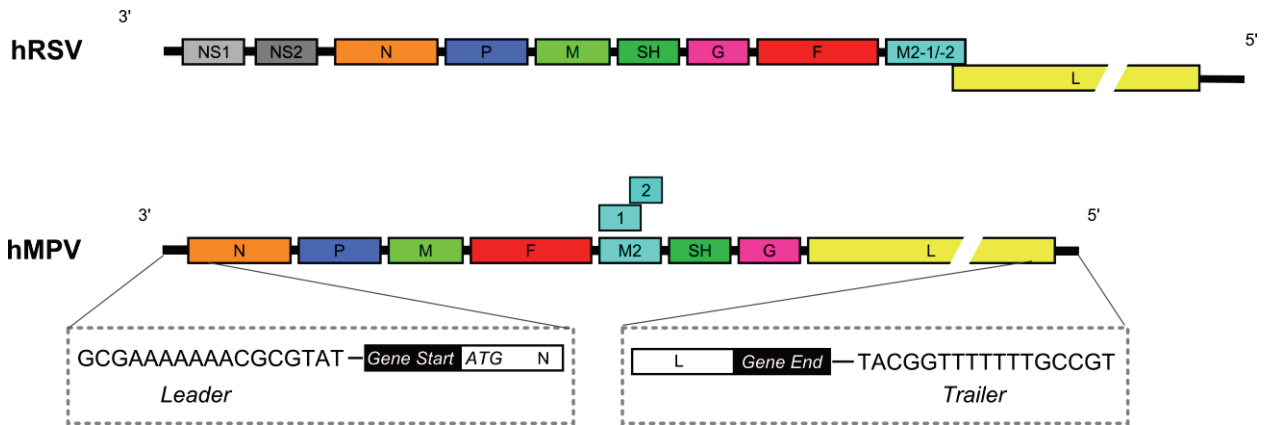 3'
5'
hRSV NS1 NS2 N P M SH G F M2-1/-2
L
2
3' 1 5'
hMPV N P M F M2 SH G L
GCGAAAAAAACGCGTAT Gene Start ATG N L Gene End TACGGTTTTTTTGCCGT
Leader Trailer